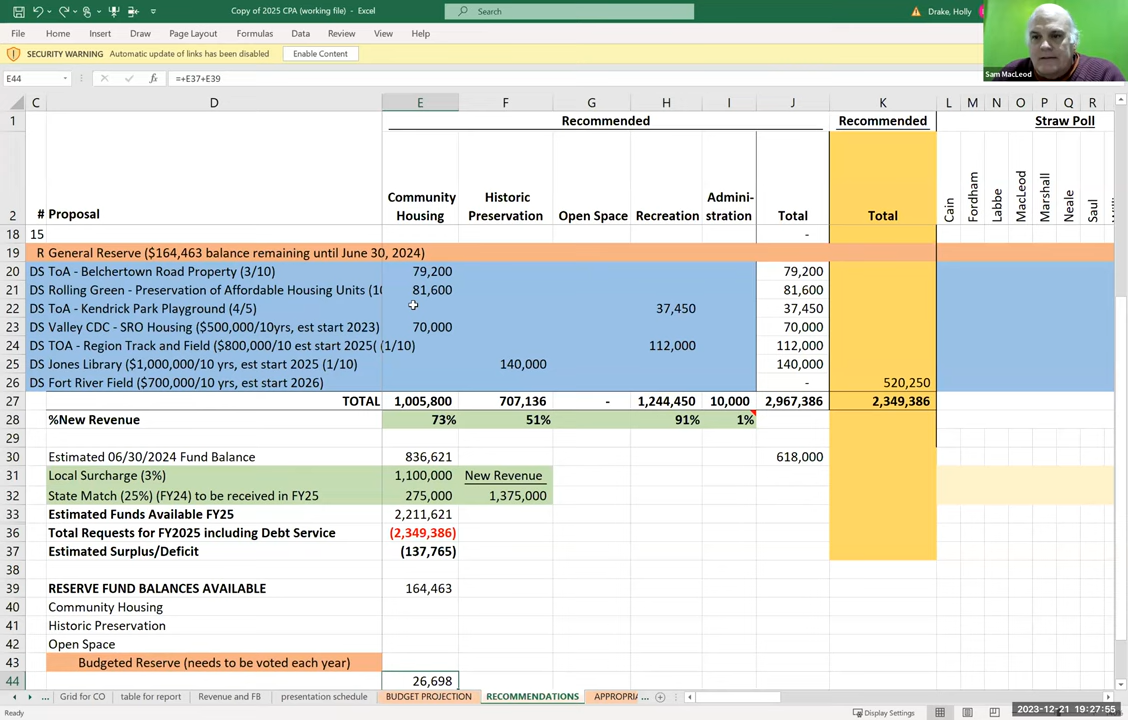 Copy of 2025 CPA (working file) - Excel
Search
Drake, Holly
File Home Insert Draw Page Layout Formulas Data Review View Help
SECURITY WARNING Automatic update of links has been disabled Enable Content
Sam MacLeod
E44 fx =+E37+E39
C D E F G H I J K L M N O P Q R
1 Recommended Recommended Straw Poll
2 # Proposal Community Housing Historic Preservation Open Space Recreation Admini-stration Total Total Cain Fordham Labbe MacLeod Marshall Neale Saul
18 15 -
19 R General Reserve ($164,463 balance remaining until June 30, 2024)
20 DS ToA - Belchertown Road Property (3/10) 79,200 79,200
21 DS Rolling Green - Preservation of Affordable Housing Units (10 81,600 81,600
22 DS ToA - Kendrick Park Playground (4/5) 37,450 37,450
23 DS Valley CDC - SRO Housing ($500,000/10yrs, est start 2023) 70,000 70,000
24 DS TOA - Region Track and Field ($800,000/10 est start 2025( (1/10) 112,000 112,000
25 DS Jones Library ($1,000,000/10 yrs, est start 2025 (1/10) 140,000 140,000
26 DS Fort River Field ($700,000/10 yrs, est start 2026) - 520,250
27 TOTAL 1,005,800 707,136 - 1,244,450 10,000 2,967,386 2,349,386
28 %New Revenue 73% 51% 91% 1%
29
30 Estimated 06/30/2024 Fund Balance 836,621 618,000
31 Local Surcharge (3%) 1,100,000 New Revenue
32 State Match (25%) (FY24) to be received in FY25 275,000 1,375,000
33 Estimated Funds Available FY25 2,211,621
36 Total Requests for FY2025 including Debt Service (2,349,386)
37 Estimated Surplus/Deficit (137,765)
38
39 RESERVE FUND BALANCES AVAILABLE 164,463
40 Community Housing
41 Historic Preservation
42 Open Space
43 Budgeted Reserve (needs to be voted each year)
44 26,698
... Grid for CO table for report Revenue and FB presentation schedule BUDGET PROJECTION RECOMMENDATIONS APPROPRI ...
Ready Display Settings
2023-12-21 19:27:55